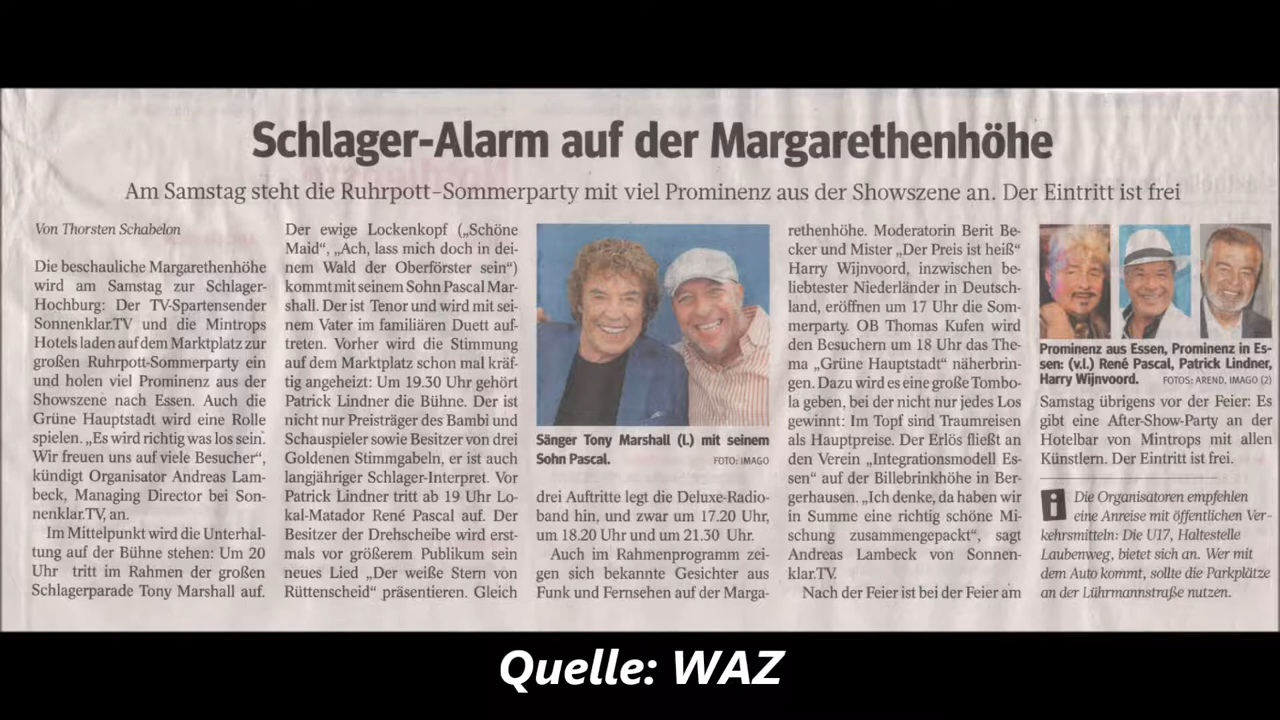 Schlager-Alarm auf der Margarethenhöhe
Am Samstag steht die Ruhrpott-Sommerparty mit viel Prominenz aus der Showszene an. Der Eintritt ist frei
Von Thorsten Schabelon
Die beschauliche Margarethenhöhe
wird am Samstag zur Schlager-
Hochburg: Der TV-Spartensender
Sonnenklar.TV und die Mintrops
Hotels laden auf dem Marktplatz zur
großen Ruhrpott-Sommerparty ein
und holen viel Prominenz aus der
Showszene nach Essen. Auch die
Grüne Hauptstadt wird eine Rolle
spielen. „Es wird richtig was los sein.
Wir freuen uns auf viele Besucher“,
kündigt Organisator Andreas Lam-
beck, Managing Director bei Son-
nenklar.TV, an.
Im Mittelpunkt wird die Unterhal-
tung auf der Bühne stehen: Um 20
Uhr tritt im Rahmen der großen
Schlagerparade Tony Marshall auf.
Der ewige Lockenkopf („Schöne
Maid“, „Ach, lass mich doch in dei-
nem Wald der Oberförster sein“)
kommt mit seinem Sohn Pascal Mar-
shall. Der ist Tenor und wird mit sei-
nem Vater im familiären Duett auf-
treten. Vorher wird die Stimmung
auf dem Marktplatz schon mal kräf-
tig angeheizt: Um 19.30 Uhr gehört
Patrick Lindner die Bühne. Der ist
nicht nur Preisträger des Bambi und
Schauspieler sowie Besitzer von drei
Goldenen Stimmgabeln, er ist auch
langjähriger Schlager-Interpret. Vor
Patrick Lindner tritt ab 19 Uhr Lo-
kal-Matador René Pascal auf. Der
Besitzer der Drehscheibe wird erst-
mals vor größerem Publikum sein
neues Lied „Der weiße Stern von
Rüttenscheid“ präsentieren. Gleich
Sänger Tony Marshall (l.) mit seinem
Sohn Pascal. FOTO: IMAGO
drei Auftritte legt die Deluxe-Radio-
band hin, und zwar um 17.20 Uhr,
um 18.20 Uhr und um 21.30 Uhr.
Auch im Rahmenprogramm zei-
gen sich bekannte Gesichter aus
Funk und Fernsehen auf der Marga-
rethenhöhe. Moderatorin Berit Be-
cker und Mister „Der Preis ist heiß“
Harry Wijnvoord, inzwischen be-
liebtester Niederländer in Deutsch-
land, eröffnen um 17 Uhr die Som-
merparty. OB Thomas Kufen wird
den Besuchern um 18 Uhr das The-
ma „Grüne Hauptstadt“ näherbrin-
gen. Dazu wird es eine große Tombo-
la geben, bei der nicht nur jedes Los
gewinnt: Im Topf sind Traumreisen
als Hauptpreise. Der Erlös fließt an
den Verein „Integrationsmodell Es-
sen“ auf der Billebrinkhöhe in Ber-
gerhausen. „Ich denke, da haben wir
in Summe eine richtig schöne Mi-
schung zusammengepackt“, sagt
Andreas Lambeck von Sonnen-
klar.TV.
Nach der Feier ist bei der Feier am
Prominenz aus Essen, Prominenz in Es-
sen: (v.l.) René Pascal, Patrick Lindner,
Harry Wijnvoord. FOTOS: AREND, IMAGO (2)
Samstag übrigens vor der Feier: Es
gibt eine After-Show-Party an der
Hotelbar von Mintrops mit allen
Künstlern. Der Eintritt ist frei.
i Die Organisatoren empfehlen
eine Anreise mit öffentlichen Ver-
kehrsmitteln: Die U17, Haltestelle
Laubenweg, bietet sich an. Wer mit
dem Auto kommt, sollte die Parkplätze
an der Lührmannstraße nutzen.
Quelle: WAZ